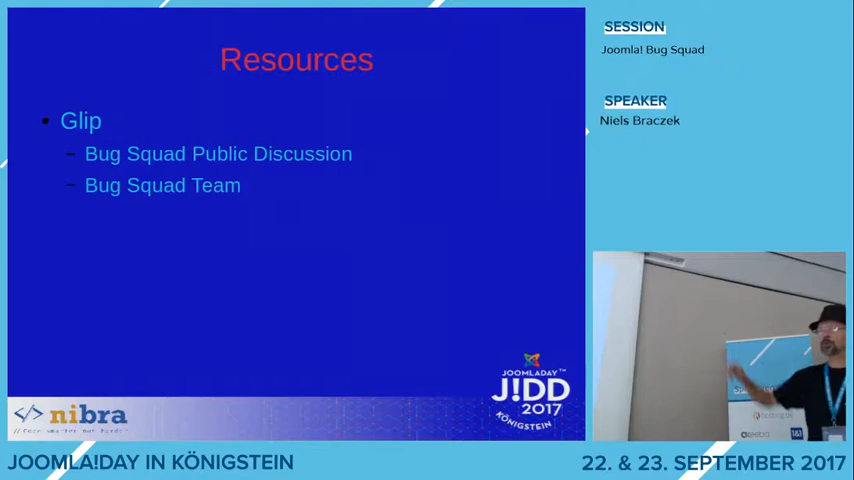 Resources
Glip
Bug Squad Public Discussion
Bug Squad Team
SESSION
Joomla! Bug Squad
SPEAKER
Niels Braczek
</> nibra
JOOMLADAY™
J!DD
2017
KÖNIGSTEIN
JOOMLA!DAY IN KÖNIGSTEIN
22. & 23. SEPTEMBER 2017